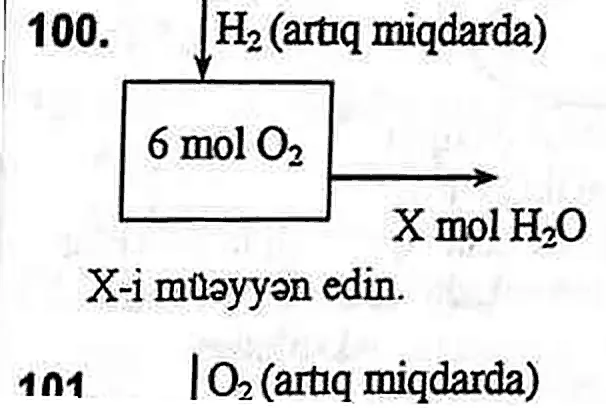 100. H₂ (artıq miqdarda)
6 mol O₂
X mol H₂O
X-i müəyyən edin.
101 O₂ (artıq miqdarda)